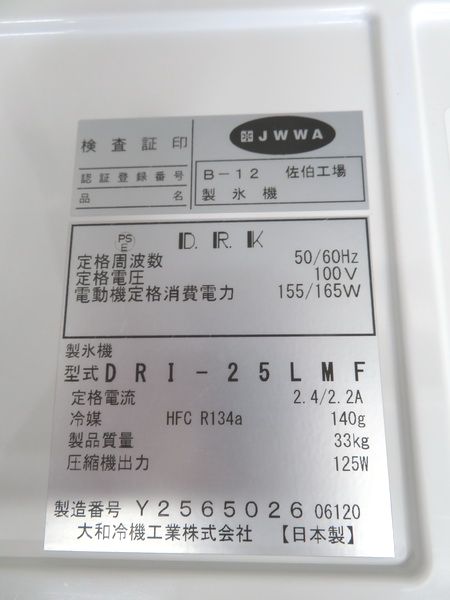 検査証印
水 JWWA
認証登録番号 B-12 佐伯工場
品名 製氷機
PS E D.R.K
定格周波数 50/60Hz
定格電圧 100V
電動機定格消費電力 155/165W
製氷機
型式 DRI-25LMF
定格電流 2.4/2.2A
冷媒 HFC R134a 140g
製品質量 33kg
圧縮機出力 125W
製造番号 Y2565026 06120
大和冷機工業株式会社 【日本製】